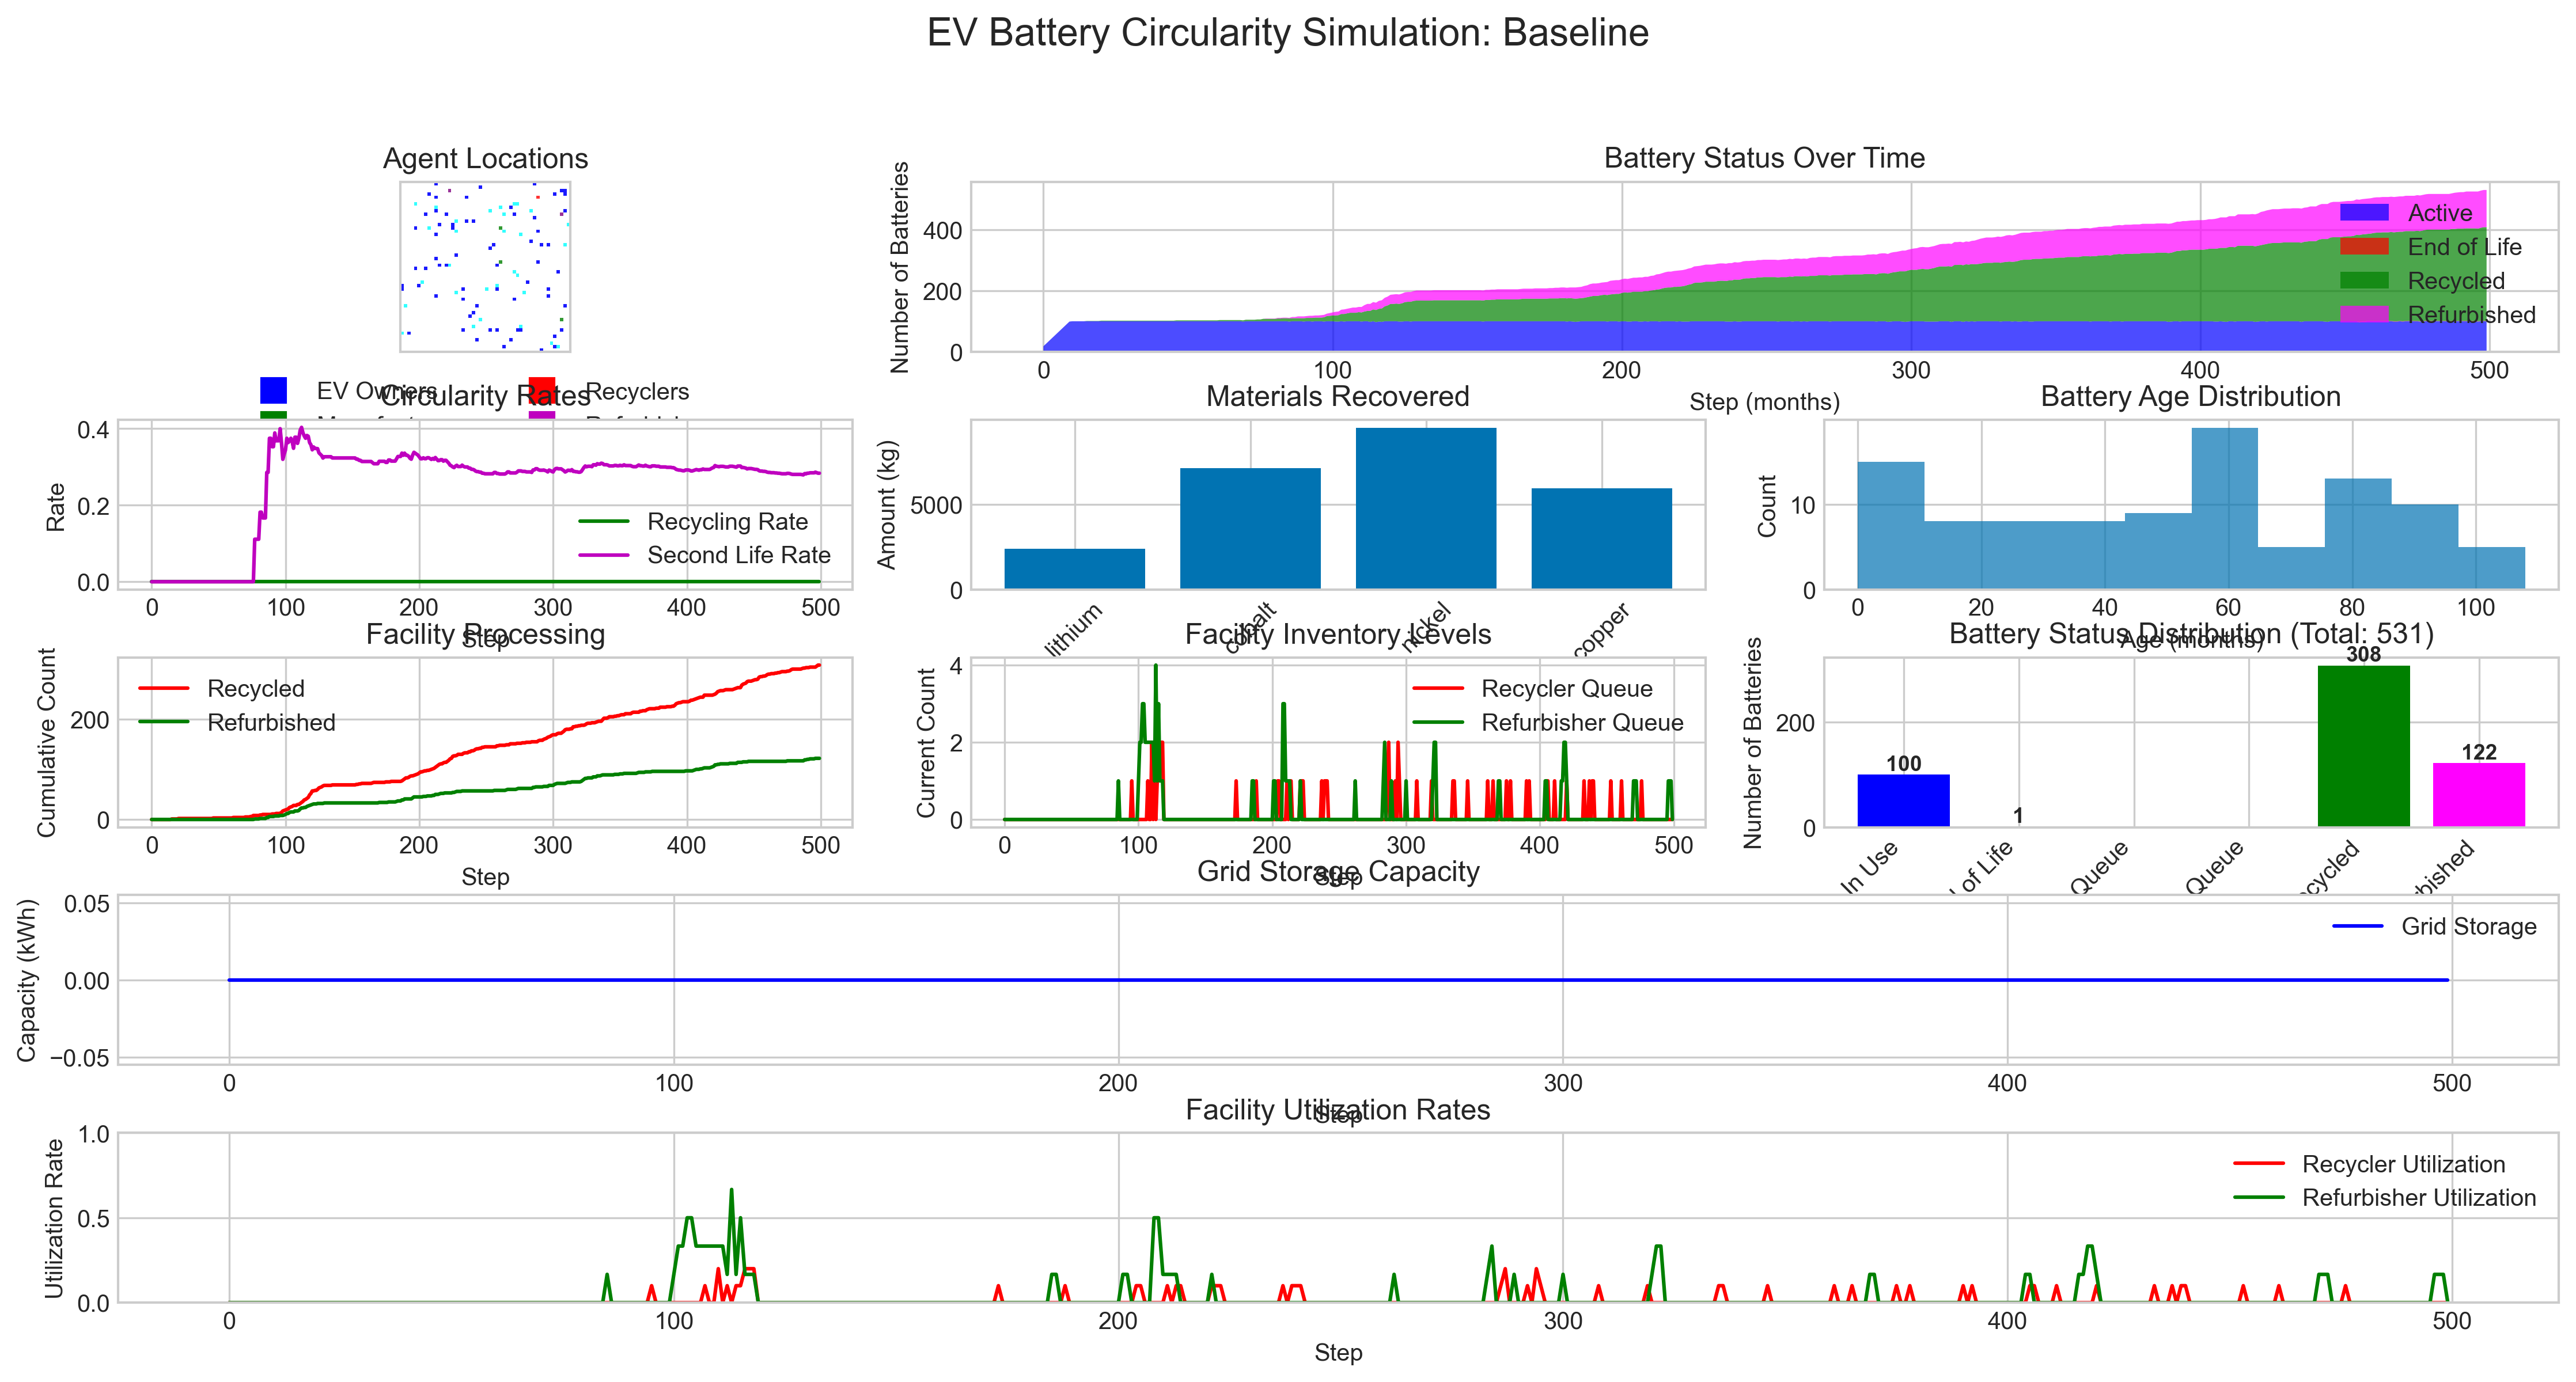 EV Battery Circularity Simulation: Baseline
Agent Locations
EV Owners
Recyclers
Battery Status Over Time
Number of Batteries
400
200
0
0 100 200 300 400 500
Step (months)
Active
End of Life
Recycled
Refurbished
Circularity Rates
Rate
0.4
0.2
0.0
0 100 200 300 400 500
Step
Recycling Rate
Second Life Rate
Materials Recovered
Amount (kg)
5000
0
lithium
cobalt
nickel
copper
Battery Age Distribution
Count
10
0
0 20 40 60 80 100
Age (months)
Facility Processing
Cumulative Count
200
0
0 100 200 300 400 500
Step
Recycled
Refurbished
Facility Inventory Levels
Current Count
4
2
0
0 100 200 300 400 500
Step
Recycler Queue
Refurbisher Queue
Battery Status Distribution (Total: 531)
Number of Batteries
200
0
100
1
308
122
In Use
of Life
Queue
Queue
Grid Storage Capacity
Capacity (kWh)
0.05
0.00
−0.05
0 100 200 300 400 500
Step
Grid Storage
Facility Utilization Rates
Utilization Rate
1.0
0.5
0.0
0 100 200 300 400 500
Step
Recycler Utilization
Refurbisher Utilization